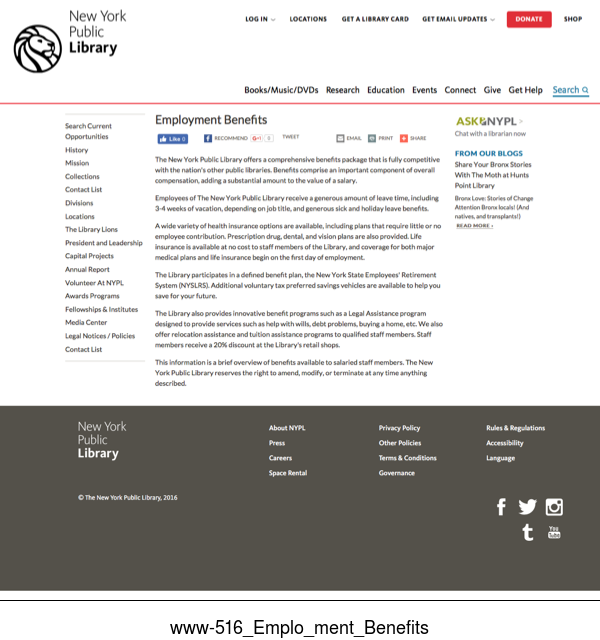 New York
Public
Library
LOG IN
LOCATIONS
GET A LIBRARY CARD
GET EMAIL UPDATES
DONATE
SHOP
Books/Music/DVDs
Research
Education
Events
Connect
Give
Get Help
Search
Search Current
Opportunities
History
Mission
Collections
Contact List
Divisions
Locations
The Library Lions
President and Leadership
Capital Projects
Annual Report
Volunteer At NYPL
Awards Programs
Fellowships & Institutes
Media Center
Legal Notices / Policies
Contact List
Employment Benefits
Like 0
RECOMMEND
G+1 0
TWEET
EMAIL
PRINT
SHARE
The New York Public Library offers a comprehensive benefits package that is fully competitive
with the nation's other public libraries. Benefits comprise an important component of overall
compensation, adding a substantial amount to the value of a salary.
Employees of The New York Public Library receive a generous amount of leave time, including
3-4 weeks of vacation, depending on job title, and generous sick and holiday leave benefits.
A wide variety of health insurance options are available, including plans that require little or no
employee contribution. Prescription drug, dental, and vision plans are also provided. Life
insurance is available at no cost to staff members of the Library, and coverage for both major
medical plans and life insurance begin on the first day of employment.
The Library participates in a defined benefit plan, the New York State Employees' Retirement
System (NYSLRS). Additional voluntary tax preferred savings vehicles are available to help you
save for your future.
The Library also provides innovative benefit programs such as a Legal Assistance program
designed to provide services such as help with wills, debt problems, buying a home, etc. We also
offer relocation assistance and tuition assistance programs to qualified staff members. Staff
members receive a 20% discount at the Library's retail shops.
This information is a brief overview of benefits available to salaried staff members. The New
York Public Library reserves the right to amend, modify, or terminate at any time anything
described.
ASK NYPL >
Chat with a librarian now
FROM OUR BLOGS
Share Your Bronx Stories
With The Moth at Hunts
Point Library
Bronx Love: Stories of Change
Attention Bronx locals! (And
natives, and transplants!)
READ MORE ›
New York
Public
Library
About NYPL
Press
Careers
Space Rental
Privacy Policy
Other Policies
Terms & Conditions
Governance
Rules & Regulations
Accessibility
Language
© The New York Public Library, 2016
You
Tube
www-516_Emplo_ment_Benefits